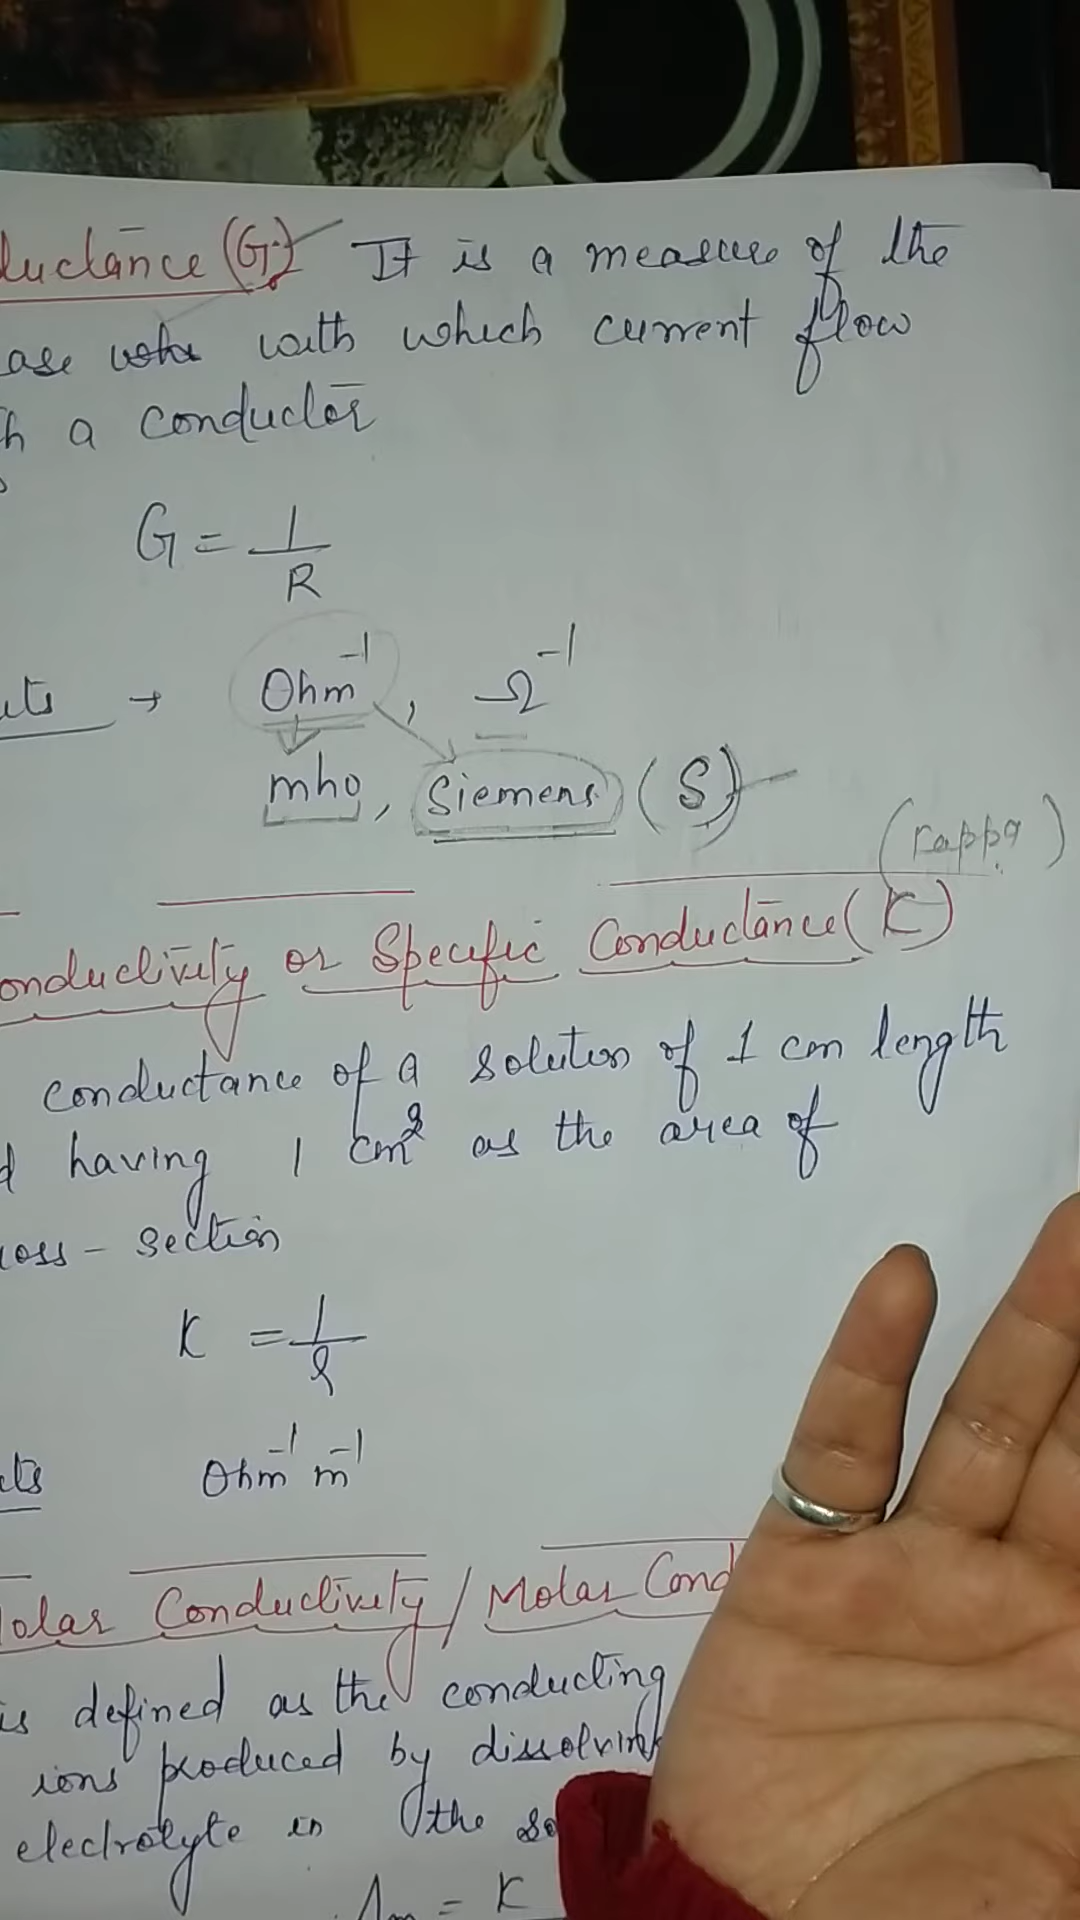 ductance (G) It is a measure of the
ase with which current flow
h a conductor
G = 1/R
its → Ohm⁻¹, Ω⁻¹
mho, Siemens (S)
(kappa)
onductivity or Specific Conductance (K)
conductance of a solution of 1 cm length
d having 1 cm² as the area of
ross - section
K = 1/ρ
its Ohm⁻¹ m⁻¹
olar Conductivity / Molar Cond
is defined as the conducting
ions produced by dissolving
electrolyte in the so
Λm = K